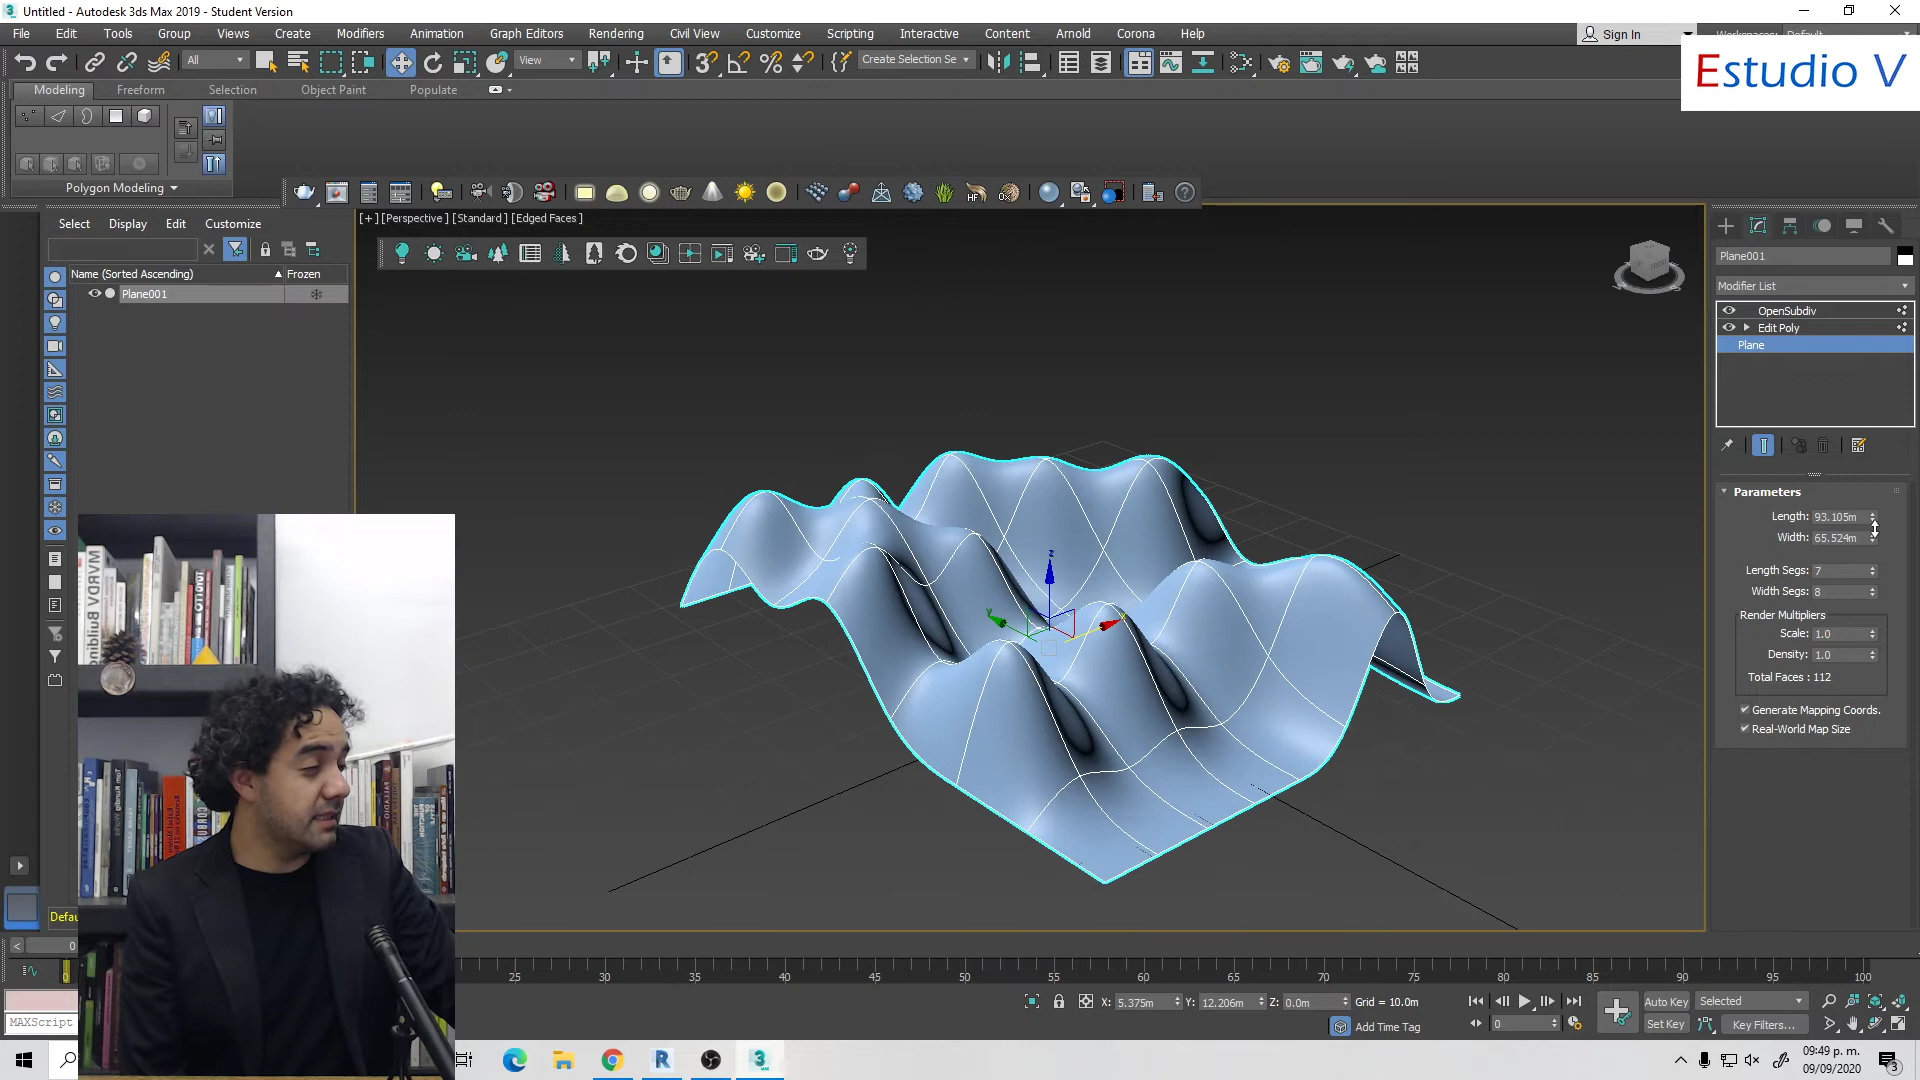 Untitled - Autodesk 3ds Max 2019 - Student Version
File Edit Tools Group Views Create Modifiers Animation Graph Editors Rendering Civil View Customize Scripting Interactive Content Arnold Corona Help
Sign In
Estudio V
All
View
Create Selection Se
Modeling Freeform Selection Object Paint Populate
Polygon Modeling
Select Display Edit Customize
[+] [Perspective ] [Standard ] [Edged Faces ]
Name (Sorted Ascending) Frozen
Plane001
Plane001
Modifier List
OpenSubdiv
Edit Poly
Plane
Parameters
Length: 93.105m
Width: 65.524m
Length Segs: 7
Width Segs: 8
Render Multipliers
Scale: 1.0
Density: 1.0
Total Faces : 112
Generate Mapping Coords.
Real-World Map Size
MVRDV Buildings
Defau
0
25 30 35 40 45 50 55 60 65 70 75 80 85 90 95 100
X: 5.375m Y: 12.206m Z: 0.0m Grid = 10.0m
Auto Key Selected
MAXScript
Add Time Tag
0
Set Key Key Filters...
09:49 p. m.
09/09/2020
3